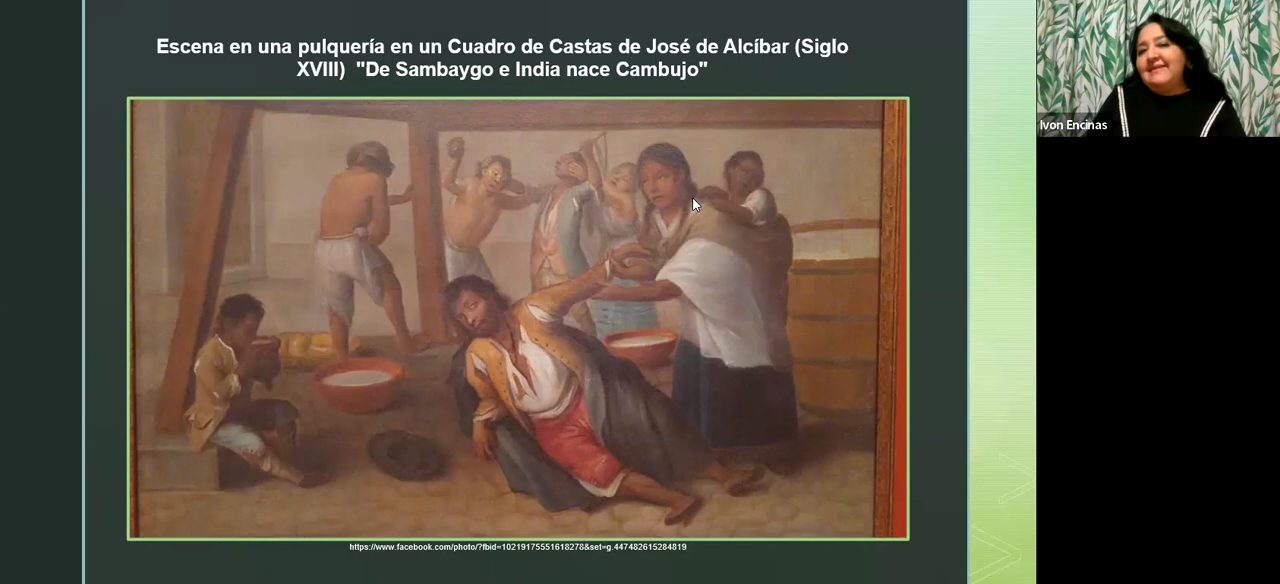 Escena en una pulquería en un Cuadro de Castas de José de Alcíbar (Siglo
XVIII) "De Sambaygo e India nace Cambujo"
Ivon Encinas
https://www.facebook.com/photo/?fbid=10219175551618278&set=g.447482615284819